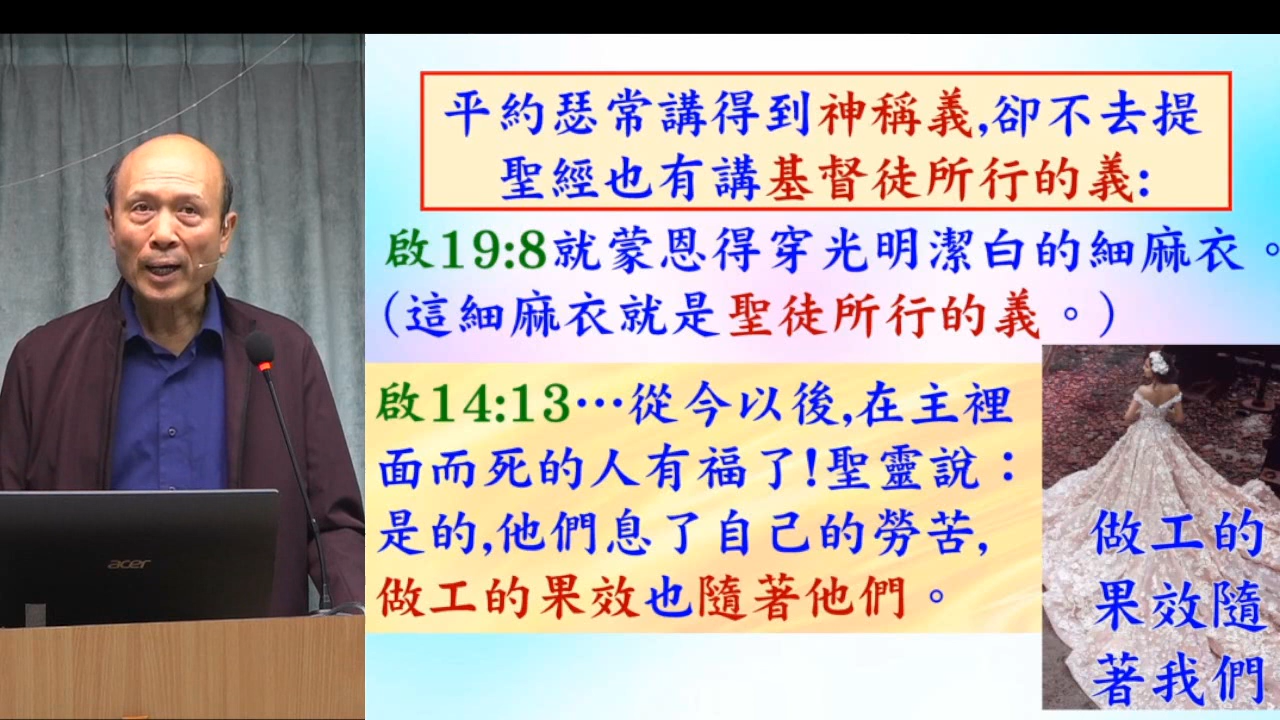 平約瑟常講得到神稱義,卻不去提
聖經也有講基督徒所行的義:
啟19:8就蒙恩得穿光明潔白的細麻衣。
(這細麻衣就是聖徒所行的義。)
啟14:13…從今以後,在主裡
面而死的人有福了!聖靈說：
是的,他們息了自己的勞苦,
做工的果效也隨著他們。
做工的
果效隨
著我們
acer